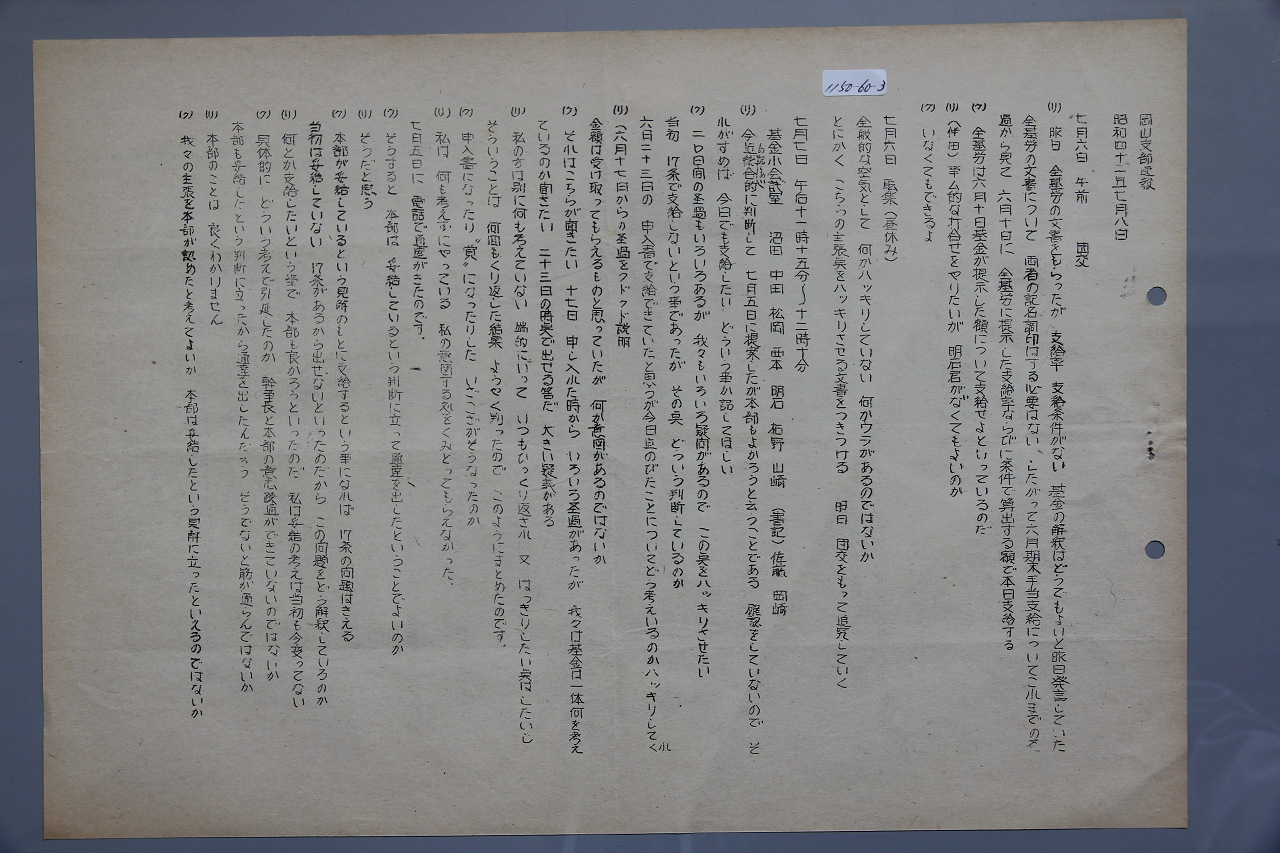 1150-60-3
岡山支部速報
昭和四十一五七月八日
七月六日 午前 団交
(リ) 昨日 全基労の文書をもらったが 支給率 支給条件がない 基金の解釈はどうでもよいと昨日発言していた
全基労の文書について 両者の記名調印はする必要はない したがって六月期末手当支給についてこれまでの経
過から見て 六月十日に 全基労に提示した支給率ならびに条件で算出する額で本日支給する
(ク) 全基労は六月十日基金が提示した額について支給せよといっているのだ
(リ) (仲田)事ム的な打合せをやりたいが 明石君がなくてもよいのか
(ク) いなくてもできるよ
七月六日 職集(昼休み)
全般的な空気として 何かハッキリしていない 何かウラがあるのではないか
とにかく こちらの主張点をハッキリさせる文書をつきつける 明日 団交をもって追究していく
七月七日 午后十一時十五分〜十二時十分
基金小会議室 沼田 中田 松岡 西本 明石 栢野 山崎 (書記)佐藤 岡崎
(リ) 今迄総合的に判断して 七月五日に提案したが本部もよかろうと云うことである 確認をしていないので そ
れがすめば 今日でも支給したい どういう事か話してほしい
(ク) 二〇日間の経過もいろいろあるが 我々もいろいろ疑問があるので この点をハッキリさせたい
当初 17条で支給しないという事であったが その点 どういう判断しているのか
六日二十三日の 申入書で支給できていたと思うが今日迄のびたことについてどう考えいるのかハッキリしてくれ
(リ) (六月十七日からの経過をクドクド説明
全額は受け取ってもらえるものと思っていたが 何か意図があるのではないか
(ク) それはこちらが聞きたい 十七日 申し入れた時から いろいろ経過があったが 我々は基金は一体何を考え
ているのか聞きたい 二十三日の時点で出せる筈だ 大きい疑義がある
(リ) 私の方は別に何も考えていない 端的にいって いつもひっくり返され 又 はっきりしたい点はしたいし
そういうことは 何回もくり返した結果 ようやく判ったので このようにまとめたのです。
(ク) 申入書になったり〝質〟になったりした いざこざがそうなったのか
(リ) 私は 何も考えずにやっている 私の意図する処をくみとってもらえなかった。
七月五日に 電話で通達がきたのです。
(ク) そうすると 本部は 妥結しているという判断に立って通達を出したということでよいのか
(リ) そうだと思う
(ク) 本部が妥結しているという見解のもとに支給するという事になれば 17条の問題はきえる
当初は妥結していない 17条があるから出せないといったのだから この問題をどう解釈しているのか
(リ) 何とか支給したいという事で 本部も良かろうといったのだ 私は妥結の考えは当初も今変ってない
(ク) 具体的に どういう考えで引延したのか 幹事長と本部の意志疎通ができていないのではないか
本部も妥結したという判断に立ったから通達を出したんだろう そうでないと筋が通らんではないか
(リ) 本部のことは 良くわかりません
(ク) 我々の主張を本部が認めたと考えてよいか 本部は妥結したという見解に立ったといえるのではないか